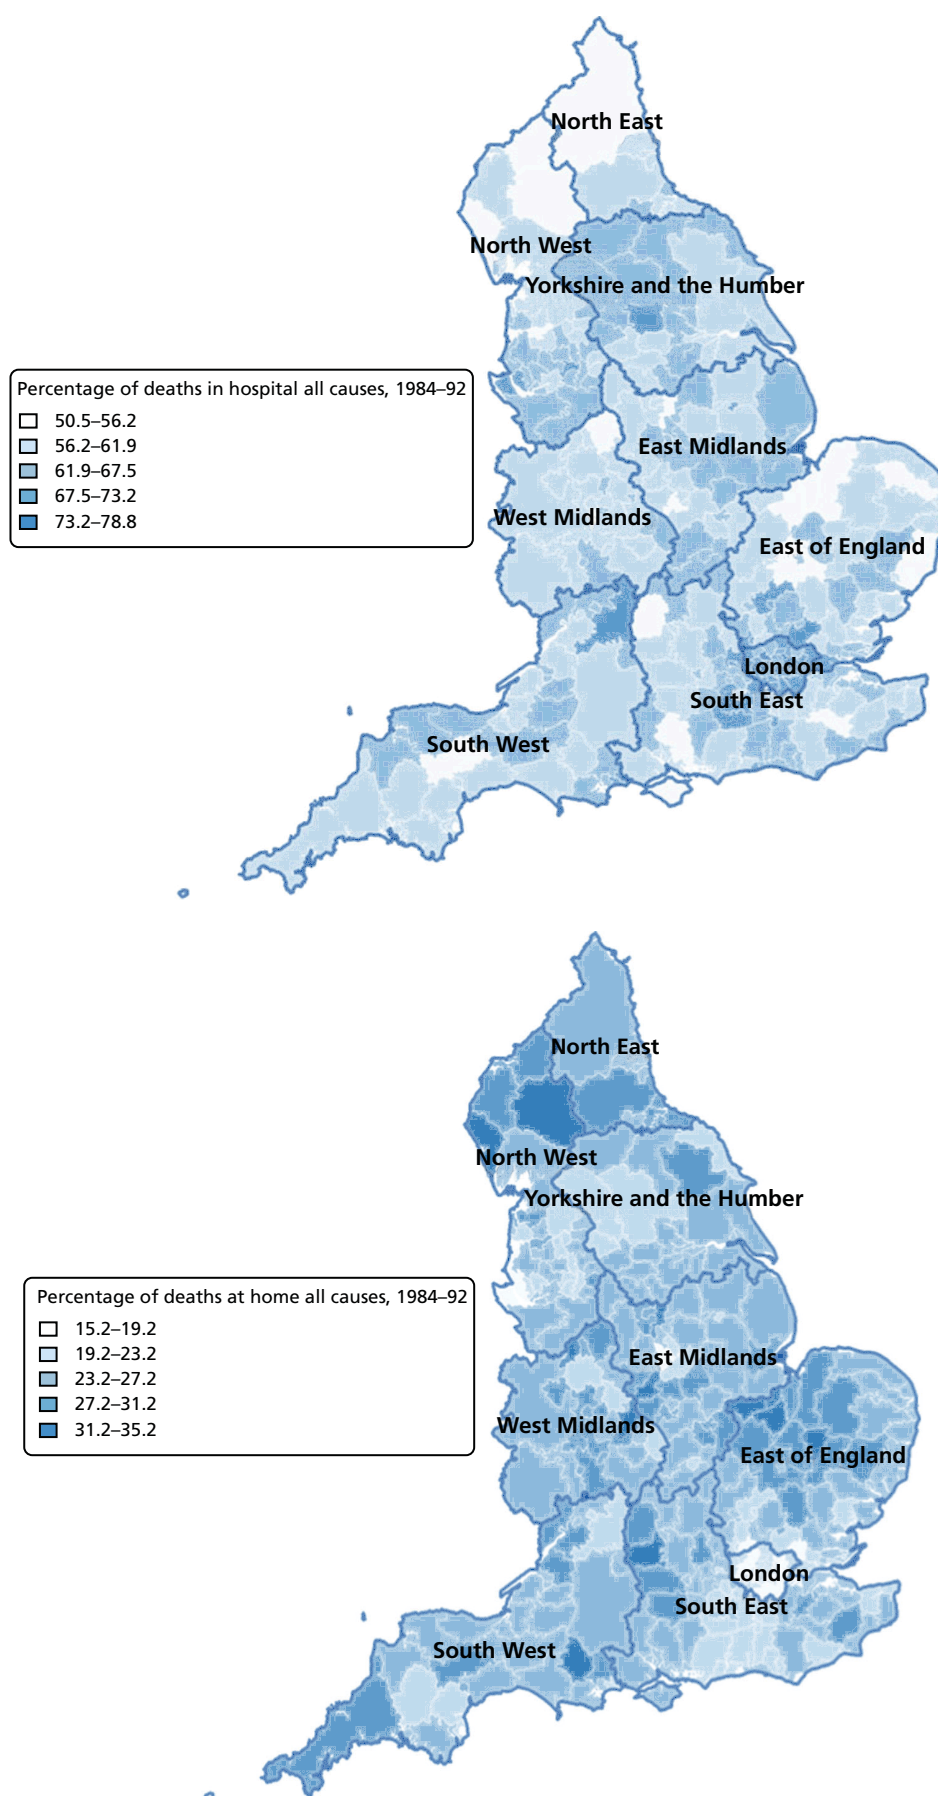 North East
North West
Yorkshire and the Humber
Percentage of deaths in hospital all causes, 1984–92
50.5–56.2
56.2–61.9
61.9–67.5
67.5–73.2
73.2–78.8
East Midlands
West Midlands
East of England
London
South East
South West
North East
North West
Yorkshire and the Humber
Percentage of deaths at home all causes, 1984–92
15.2–19.2
19.2–23.2
23.2–27.2
27.2–31.2
31.2–35.2
East Midlands
West Midlands
East of England
London
South East
South West